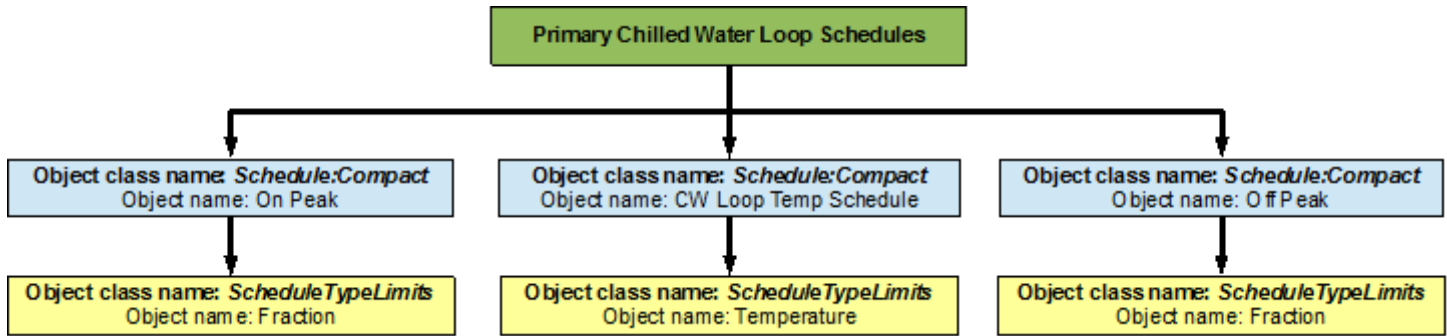 Primary Chilled Water Loop Schedules
Object class name: Schedule:Compact
Object name: On Peak
Object class name: Schedule:Compact
Object name: CW Loop Temp Schedule
Object class name: Schedule:Compact
Object name: Off Peak
Object class name: ScheduleTypeLimits
Object name: Fraction
Object class name: ScheduleTypeLimits
Object name: Temperature
Object class name: ScheduleTypeLimits
Object name: Fraction